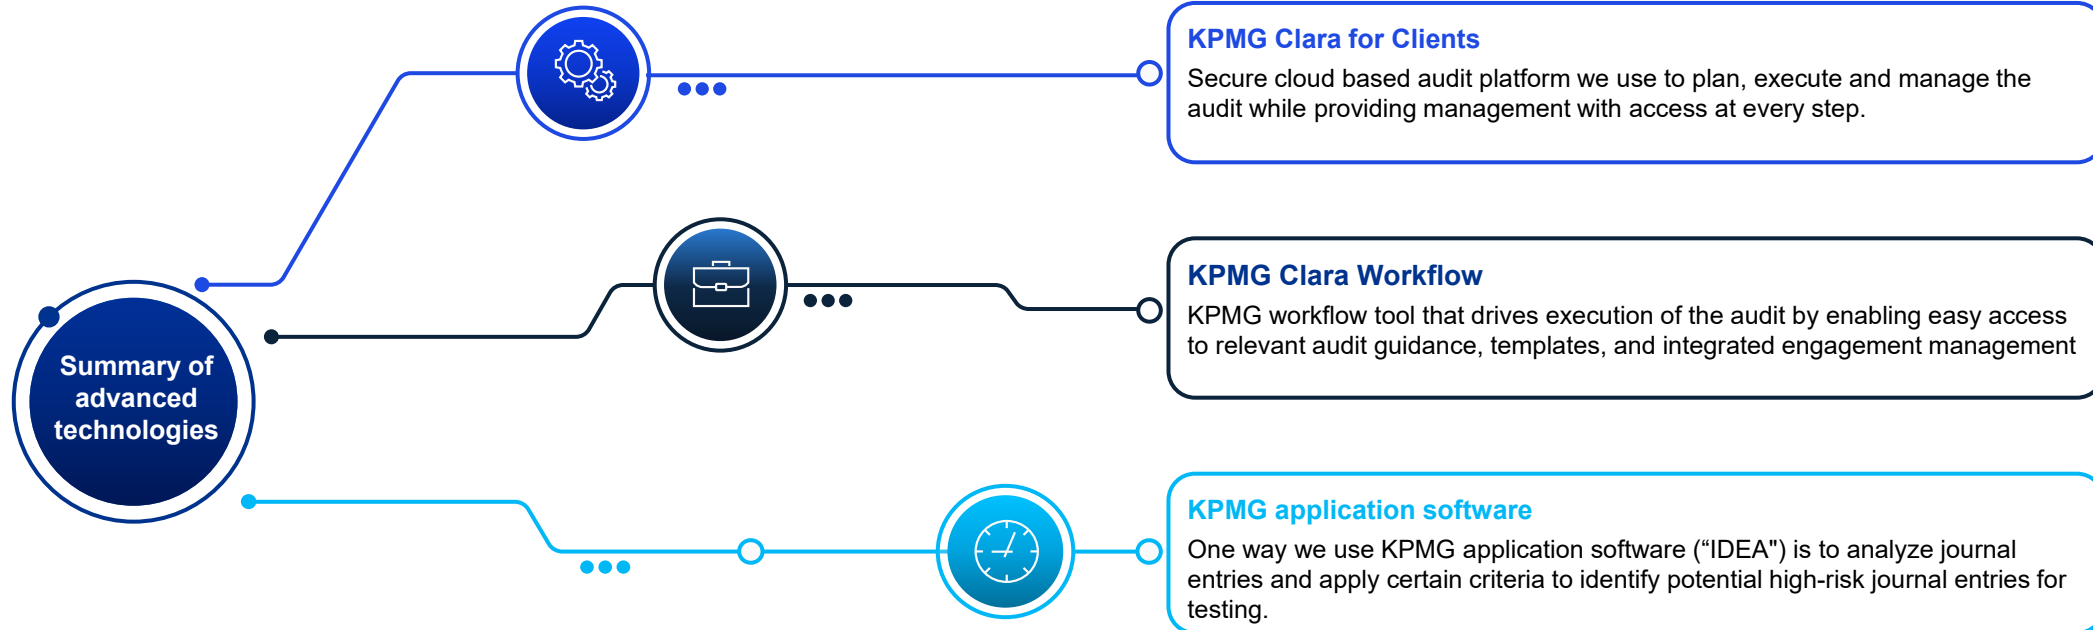 KPMG Clara for Clients
Secure cloud based audit platform we use to plan, execute and manage the
audit while providing management with access at every step.
KPMG Clara Workflow
KPMG workflow tool that drives execution of the audit by enabling easy access
to relevant audit guidance, templates, and integrated engagement management
Summary of
advanced
technologies
KPMG application software
One way we use KPMG application software (“IDEA") is to analyze journal
entries and apply certain criteria to identify potential high-risk journal entries for
testing.